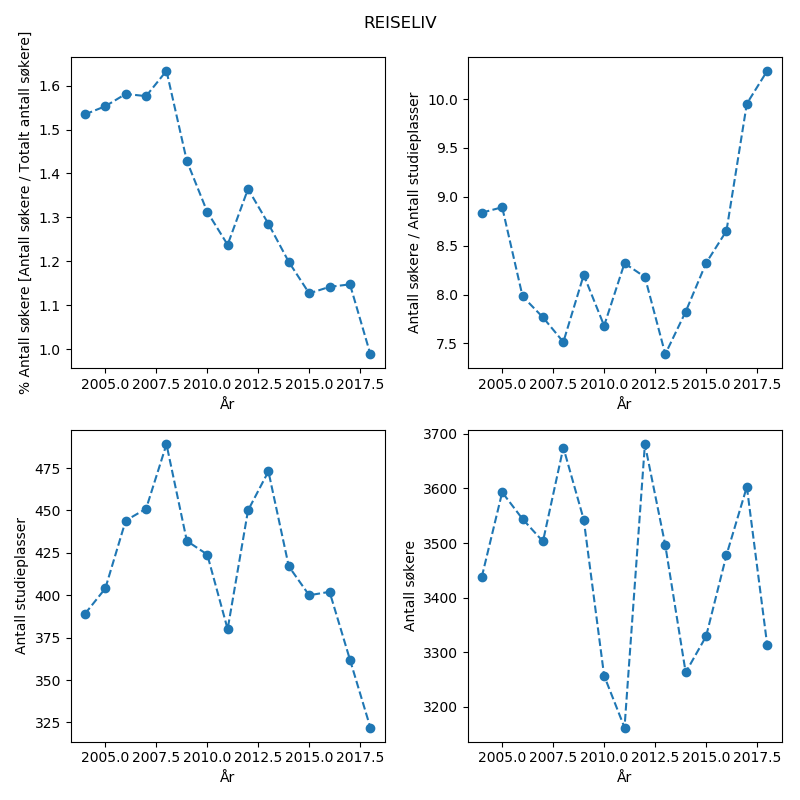 REISELIV
% Antall søkere [Antall søkere / Totalt antall søkere]
1.6
1.5
1.4
1.3
1.2
1.1
1.0
2005.0 2007.5 2010.0 2012.5 2015.0 2017.5
År
Antall søkere / Antall studieplasser
10.0
9.5
9.0
8.5
8.0
7.5
2005.0 2007.5 2010.0 2012.5 2015.0 2017.5
År
Antall studieplasser
475
450
425
400
375
350
325
2005.0 2007.5 2010.0 2012.5 2015.0 2017.5
År
Antall søkere
3700
3600
3500
3400
3300
3200
2005.0 2007.5 2010.0 2012.5 2015.0 2017.5
År